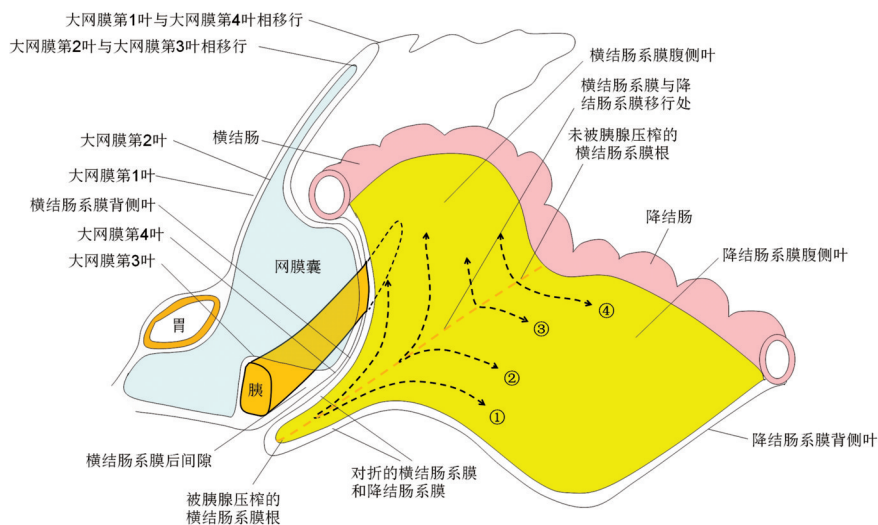 大网膜第1叶与大网膜第4叶相移行
大网膜第2叶与大网膜第3叶相移行
横结肠系膜腹侧叶
横结肠系膜与降
结肠系膜移行处
未被胰腺压榨的
横结肠系膜根
大网膜第2叶
横结肠
大网膜第1叶
横结肠系膜背侧叶
大网膜第4叶
大网膜第3叶
网膜囊
降结肠
降结肠系膜腹侧叶
胃
胰
④
③
②
①
横结肠系膜后间隙
对折的横结肠系膜
和降结肠系膜
被胰腺压榨的
横结肠系膜根
降结肠系膜背侧叶